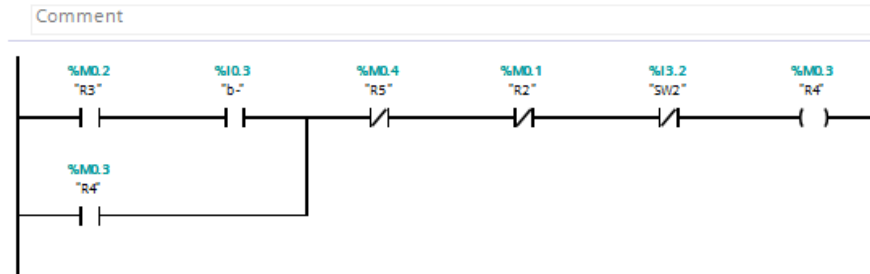 Comment
%M0.2 %I0.3 %M0.4 %M0.1 %I3.2 %M0.3
"R3" "b-" "R5" "R2" "SW2" "R4"
%M0.3
"R4"